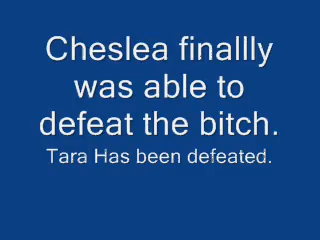 Cheslea finallly
was able to
defeat the bitch.
Tara Has been defeated.